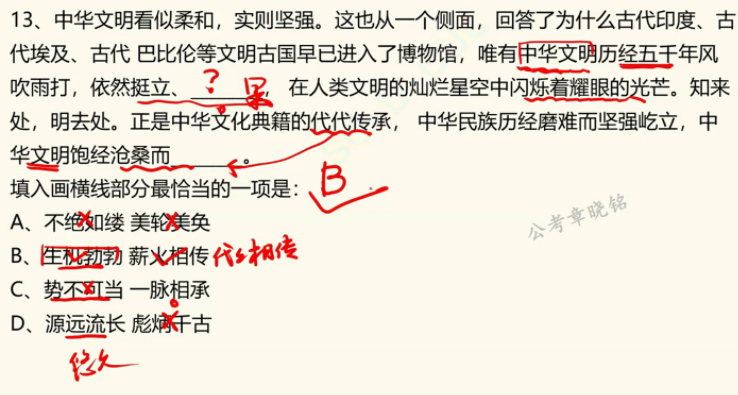 13、中华文明看似柔和，实则坚强。这也从一个侧面，回答了为什么古代印度、古
代埃及、古代 巴比伦等文明古国早已进入了博物馆，唯有中华文明历经五千年风
？ 果
吹雨打，依然挺立、______，在人类文明的灿烂星空中闪烁着耀眼的光芒。知来
处，明去处。正是中华文化典籍的代代传承， 中华民族历经磨难而坚强屹立，中
华文明饱经沧桑而______。
填入画横线部分最恰当的一项是： B
A、不绝如缕 美轮美奂
公考章晓铭
B、生机勃勃 薪火相传 代代相传
C、势不可当 一脉相承
D、源远流长 彪炳千古
悠久